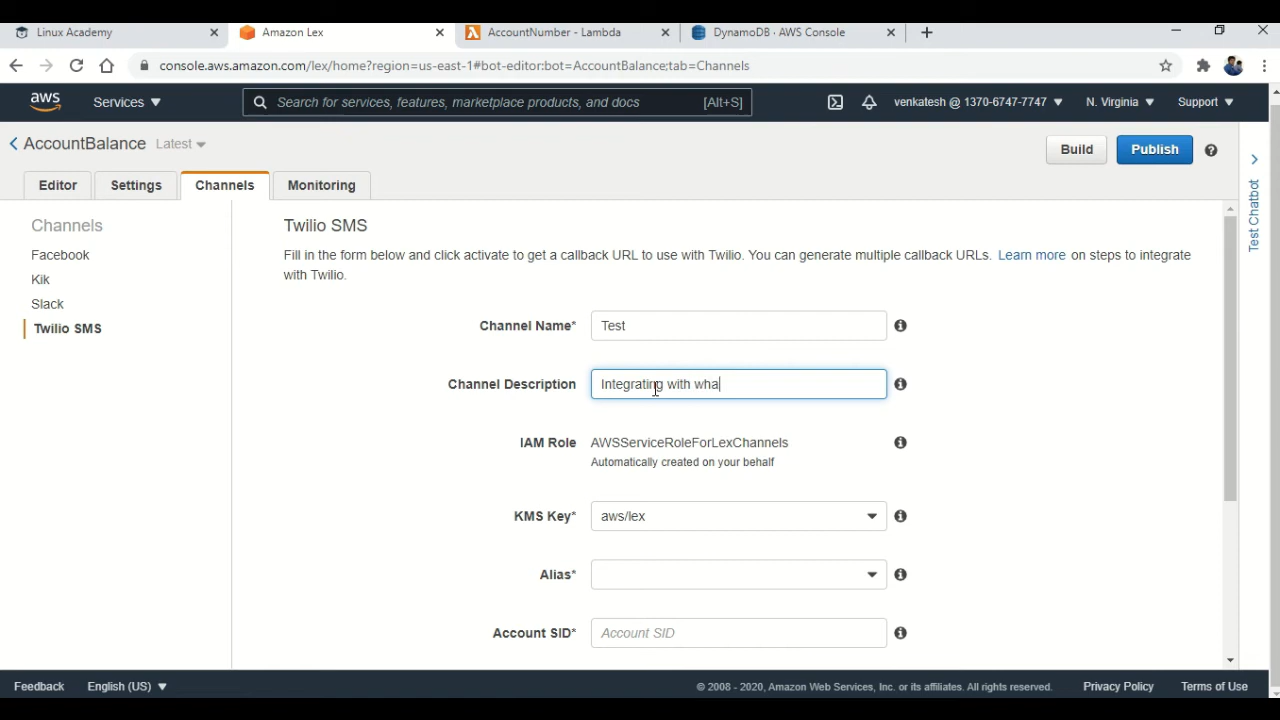 Linux Academy
Amazon Lex
AccountNumber - Lambda
DynamoDB · AWS Console
console.aws.amazon.com/lex/home?region=us-east-1#bot-editor:bot=AccountBalance;tab=Channels
aws
Services
Search for services, features, marketplace products, and docs
[Alt+S]
venkatesh @ 1370-6747-7747
N. Virginia
Support
AccountBalance
Latest
Build
Publish
Editor
Settings
Channels
Monitoring
Test Chatbot
Channels
Facebook
Kik
Slack
Twilio SMS
Twilio SMS
Fill in the form below and click activate to get a callback URL to use with Twilio. You can generate multiple callback URLs. Learn more on steps to integrate
with Twilio.
Channel Name*
Test
Channel Description
Integrating with wha
IAM Role
AWSServiceRoleForLexChannels
Automatically created on your behalf
KMS Key*
aws/lex
Alias*
Account SID*
Account SID
Feedback
English (US)
© 2008 - 2020, Amazon Web Services, Inc. or its affiliates. All rights reserved.
Privacy Policy
Terms of Use